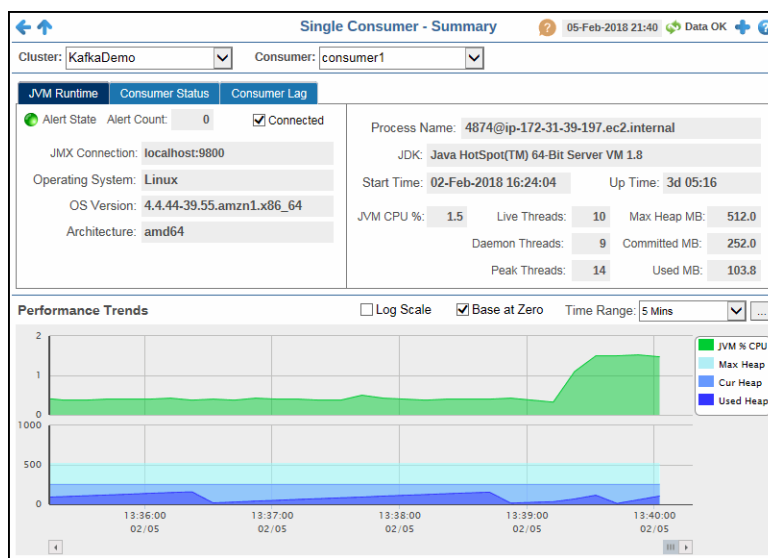 Single Consumer - Summary
? 05-Feb-2018 21:40 Data OK ?
Cluster: KafkaDemo Consumer: consumer1
JVM Runtime Consumer Status Consumer Lag
Alert State Alert Count: 0 Connected
JMX Connection: localhost:9800
Operating System: Linux
OS Version: 4.4.44-39.55.amzn1.x86_64
Architecture: amd64
Process Name: 4874@ip-172-31-39-197.ec2.internal
JDK: Java HotSpot(TM) 64-Bit Server VM 1.8
Start Time: 02-Feb-2018 16:24:04 Up Time: 3d 05:16
JVM CPU %: 1.5 Live Threads: 10 Max Heap MB: 512.0
Daemon Threads: 9 Committed MB: 252.0
Peak Threads: 14 Used MB: 103.8
Performance Trends Log Scale Base at Zero Time Range: 5 Mins ...
2
1
0
JVM % CPU
Max Heap
Cur Heap
Used Heap
1000
500
0
13:36:00 13:37:00 13:38:00 13:39:00 13:40:00
02/05 02/05 02/05 02/05 02/05